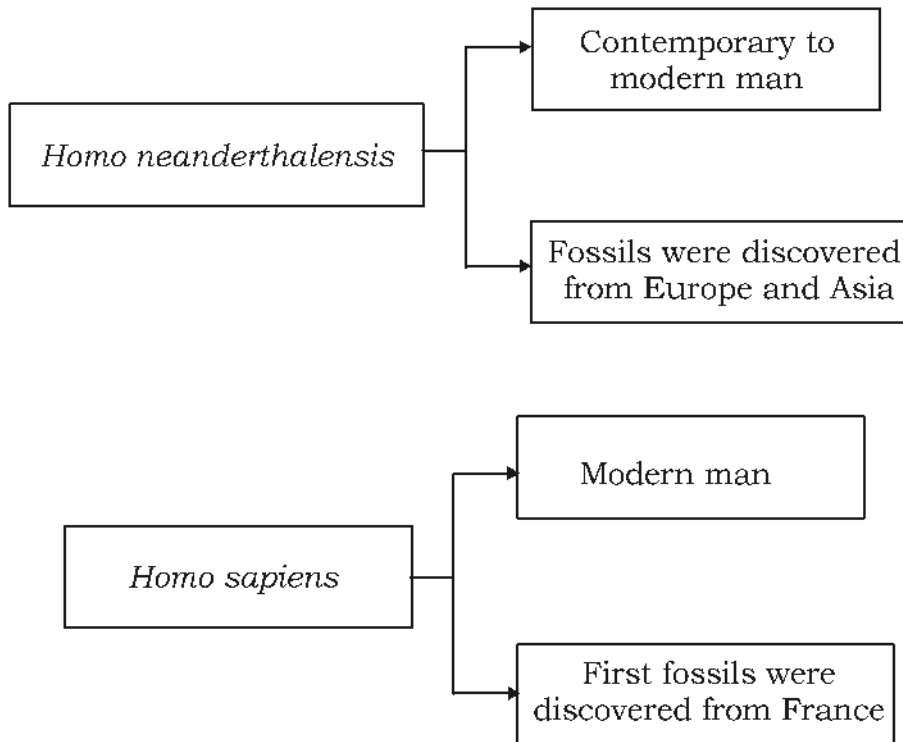 Contemporary to
modern man
Homo neanderthalensis
Fossils were discovered
from Europe and Asia
Modern man
Homo sapiens
First fossils were
discovered from France